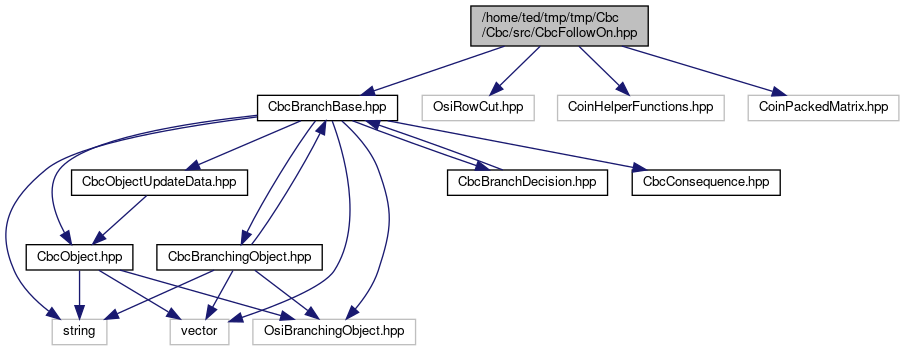 /home/ted/tmp/tmp/Cbc
/Cbc/src/CbcFollowOn.hpp
CbcBranchBase.hpp
OsiRowCut.hpp
CoinHelperFunctions.hpp
CoinPackedMatrix.hpp
CbcObjectUpdateData.hpp
CbcBranchDecision.hpp
CbcConsequence.hpp
CbcObject.hpp
CbcBranchingObject.hpp
string
vector
OsiBranchingObject.hpp